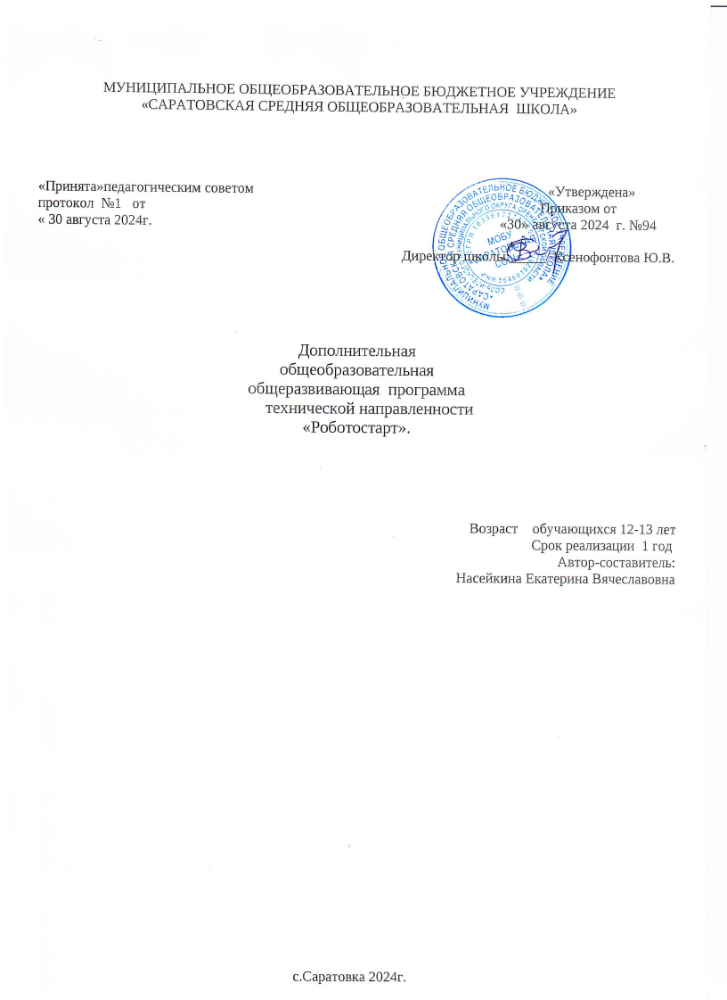 МУНИЦИПАЛЬНОЕ ОБЩЕОБРАЗОВАТЕЛЬНОЕ БЮДЖЕТНОЕ УЧРЕЖДЕНИЕ
«САРАТОВСКАЯ СРЕДНЯЯ ОБЩЕОБРАЗОВАТЕЛЬНАЯ ШКОЛА»
«Принята»педагогическим советом
протокол №1 от
« 30 августа 2024г.
«Утверждена»
Приказом от
«30» августа 2024 г. №94
Директор школы: Ксенофонтова Ю.В.
МОБУ
Дополнительная
общеобразовательная
общеразвивающая программа
технической направленности
«Роботостарт».
Возраст обучающихся 12-13 лет
Срок реализации 1 год
Автор-составитель:
Насейкина Екатерина Вячеславовна
с.Саратовка 2024г.